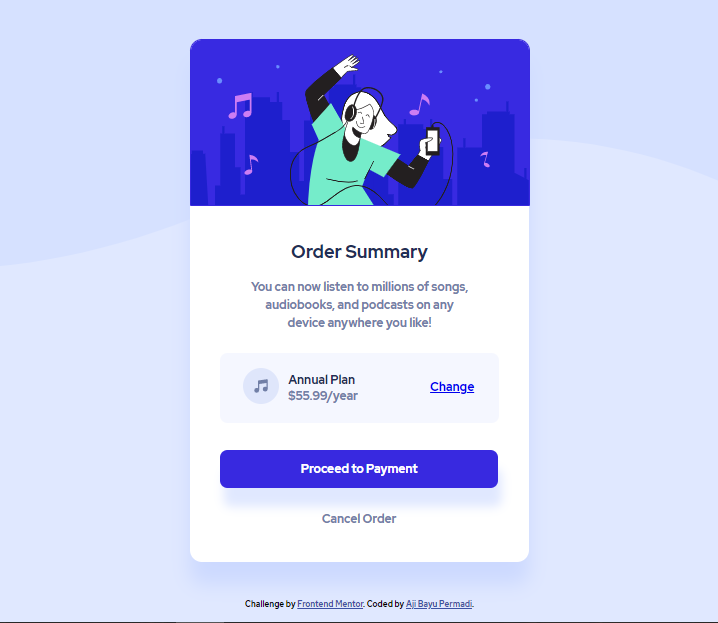 Order Summary
You can now listen to millions of songs,
audiobooks, and podcasts on any
device anywhere you like!
Annual Plan
$55.99/year
Change
Proceed to Payment
Cancel Order
Challenge by Frontend Mentor. Coded by Aji Bayu Permadi.